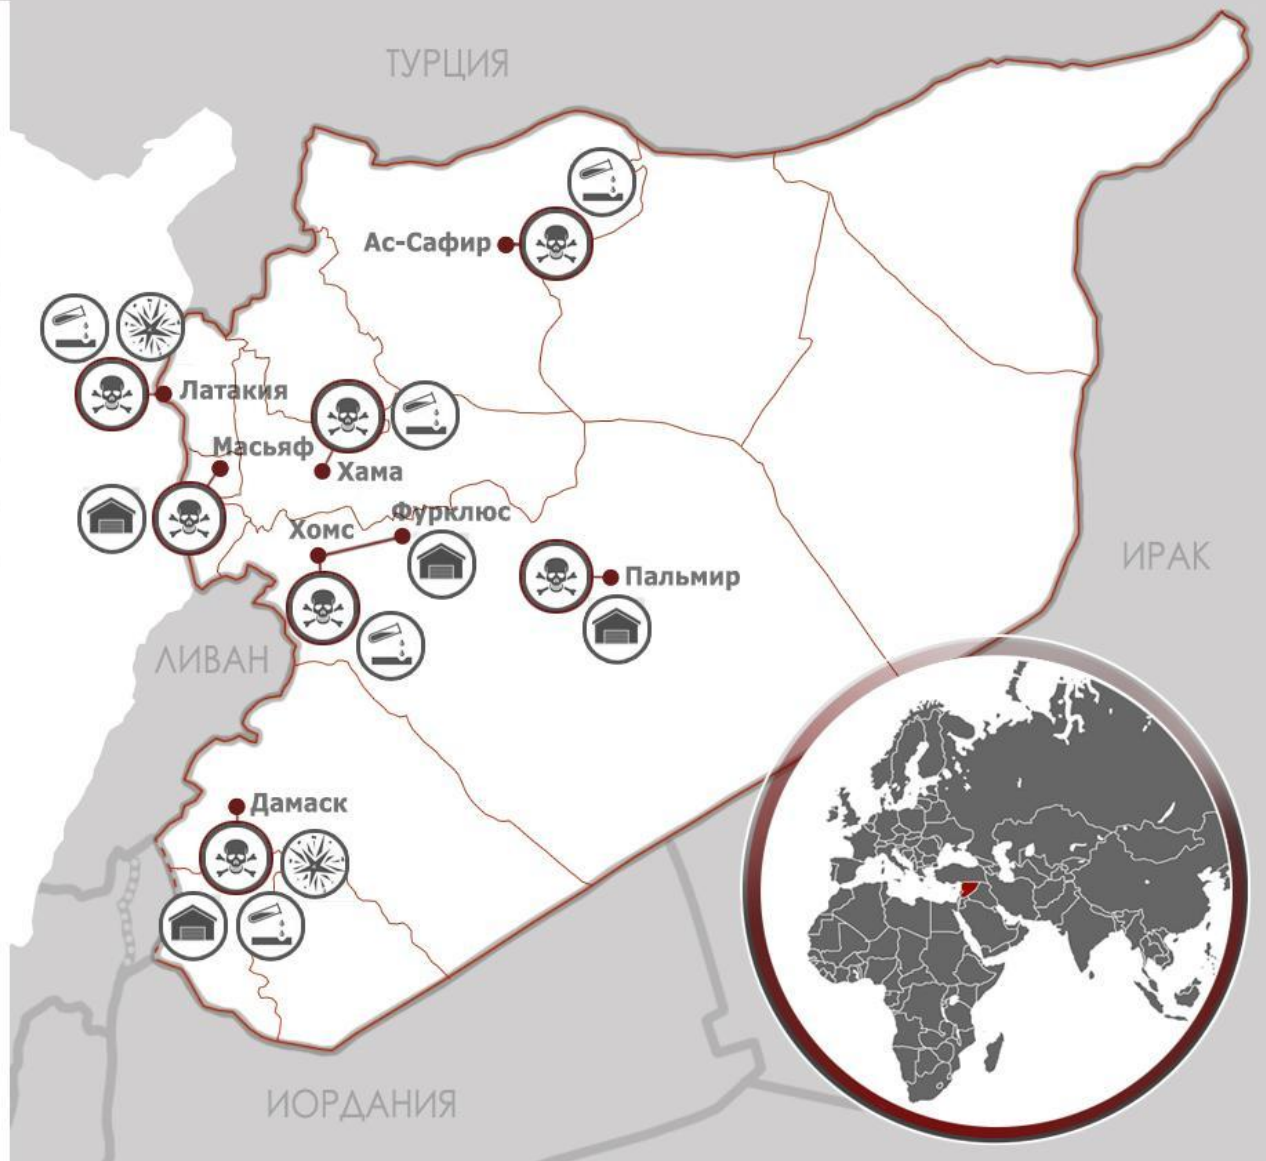 ТУРЦИЯ
Ас-Сафир
Латакия
Масьяф
Хама
Фурклюс
Хомс
Пальмир
ИРАК
ЛИВАН
Дамаск
ИОРДАНИЯ